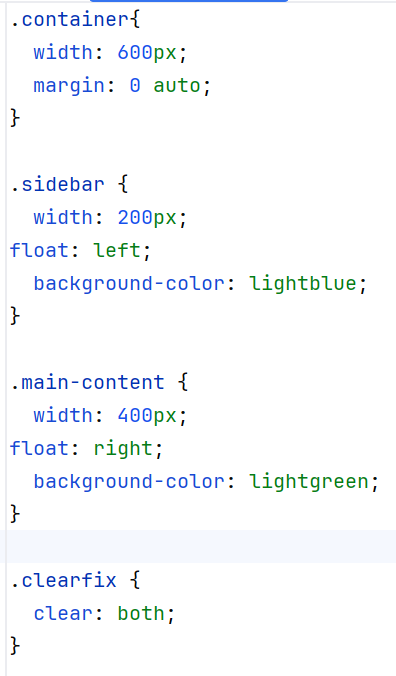 .container{
  width: 600px;
  margin: 0 auto;
}

.sidebar {
  width: 200px;
float: left;
  background-color: lightblue;
}

.main-content {
  width: 400px;
float: right;
  background-color: lightgreen;
}

.clearfix {
  clear: both;
}